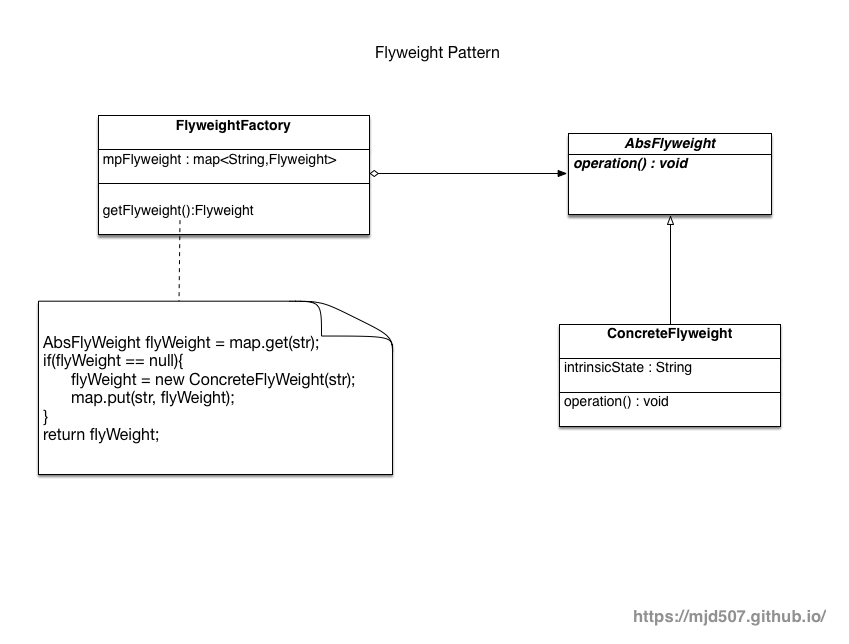 Flyweight Pattern
FlyweightFactory
mpFlyweight : map<String,Flyweight>
getFlyweight():Flyweight
AbsFlyweight
operation() : void
AbsFlyWeight flyWeight = map.get(str);
if(flyWeight == null){
flyWeight = new ConcreteFlyWeight(str);
map.put(str, flyWeight);
}
return flyWeight;
ConcreteFlyweight
intrinsicState : String
operation() : void
https://mjd507.github.io/